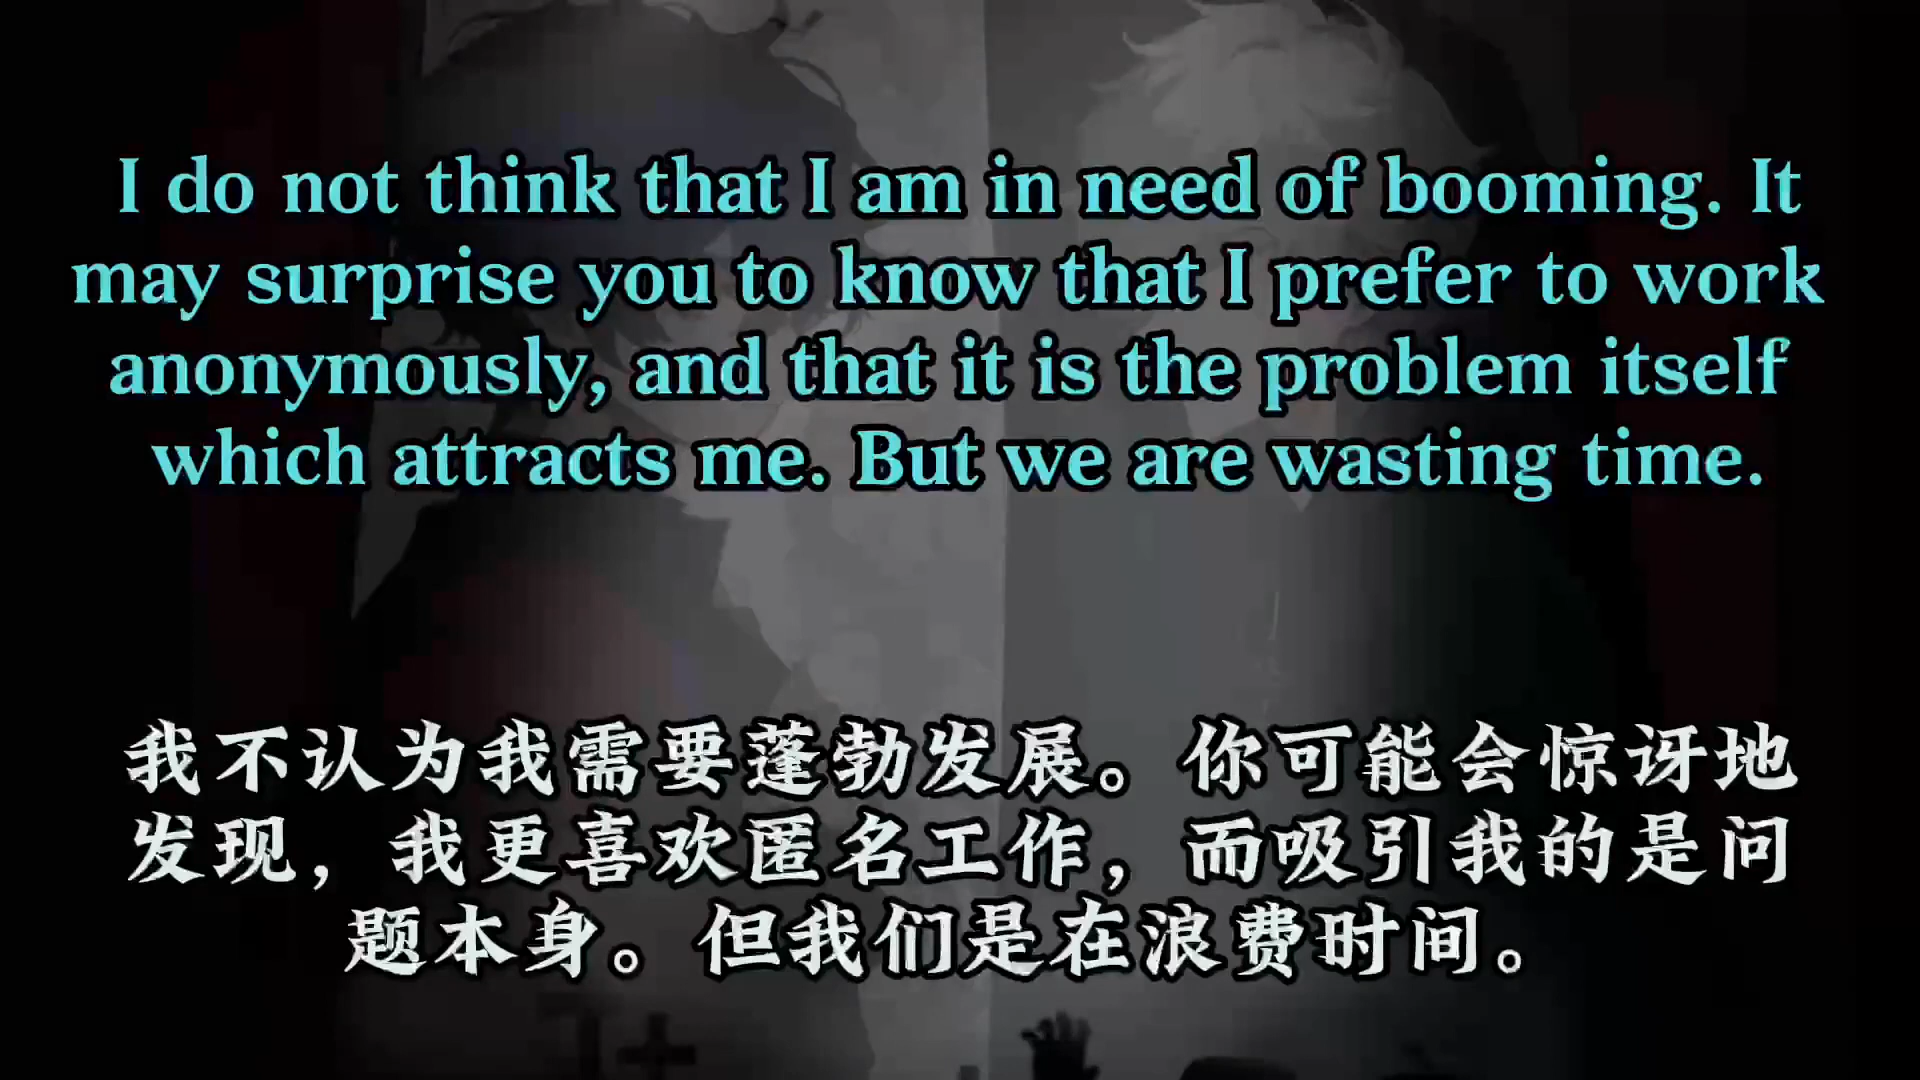 I do not think that I am in need of booming. It
may surprise you to know that I prefer to work
anonymously, and that it is the problem itself
which attracts me. But we are wasting time.
我不认为我需要蓬勃发展。你可能会惊讶地
发现，我更喜欢匿名工作，而吸引我的是问
题本身。但我们是在浪费时间。